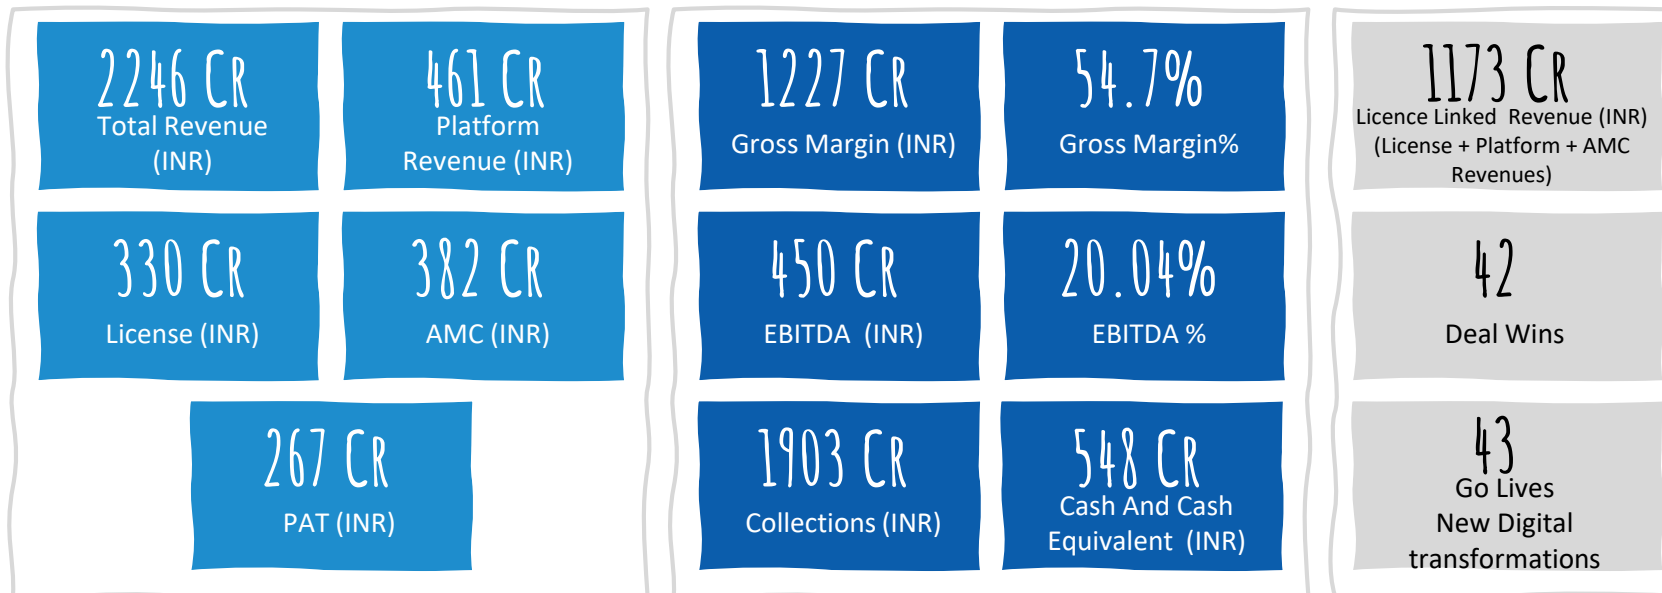 2246 CR
Total Revenue
(INR)
461 CR
Platform
Revenue (INR)
330 CR
License (INR)
382 CR
AMC (INR)
267 CR
PAT (INR)
1227 CR
Gross Margin (INR)
54.7%
Gross Margin%
450 CR
EBITDA (INR)
20.04%
EBITDA %
1903 CR
Collections (INR)
548 CR
Cash And Cash
Equivalent (INR)
1173 CR
Licence Linked Revenue (INR)
(License + Platform + AMC
Revenues)
42
Deal Wins
43
Go Lives
New Digital
transformations